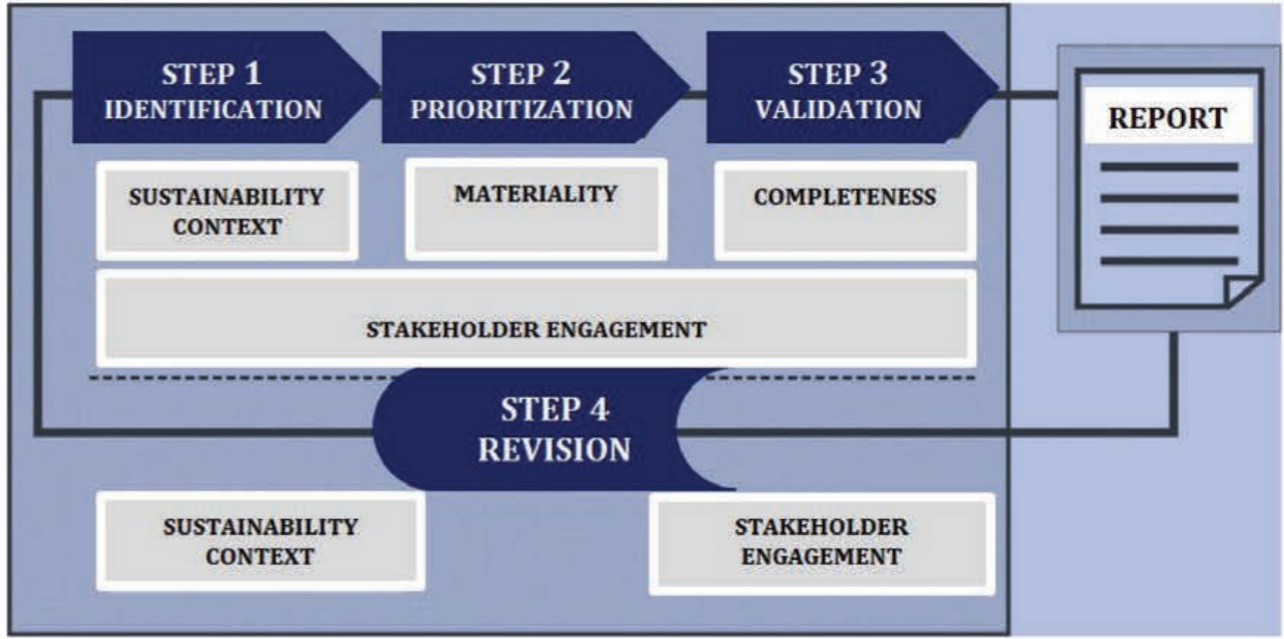 STEP 1
IDENTIFICATION
STEP 2
PRIORITIZATION
STEP 3
VALIDATION
REPORT
SUSTAINABILITY
CONTEXT
MATERIALITY
COMPLETENESS
STAKEHOLDER ENGAGEMENT
STEP 4
REVISION
SUSTAINABILITY
CONTEXT
STAKEHOLDER
ENGAGEMENT